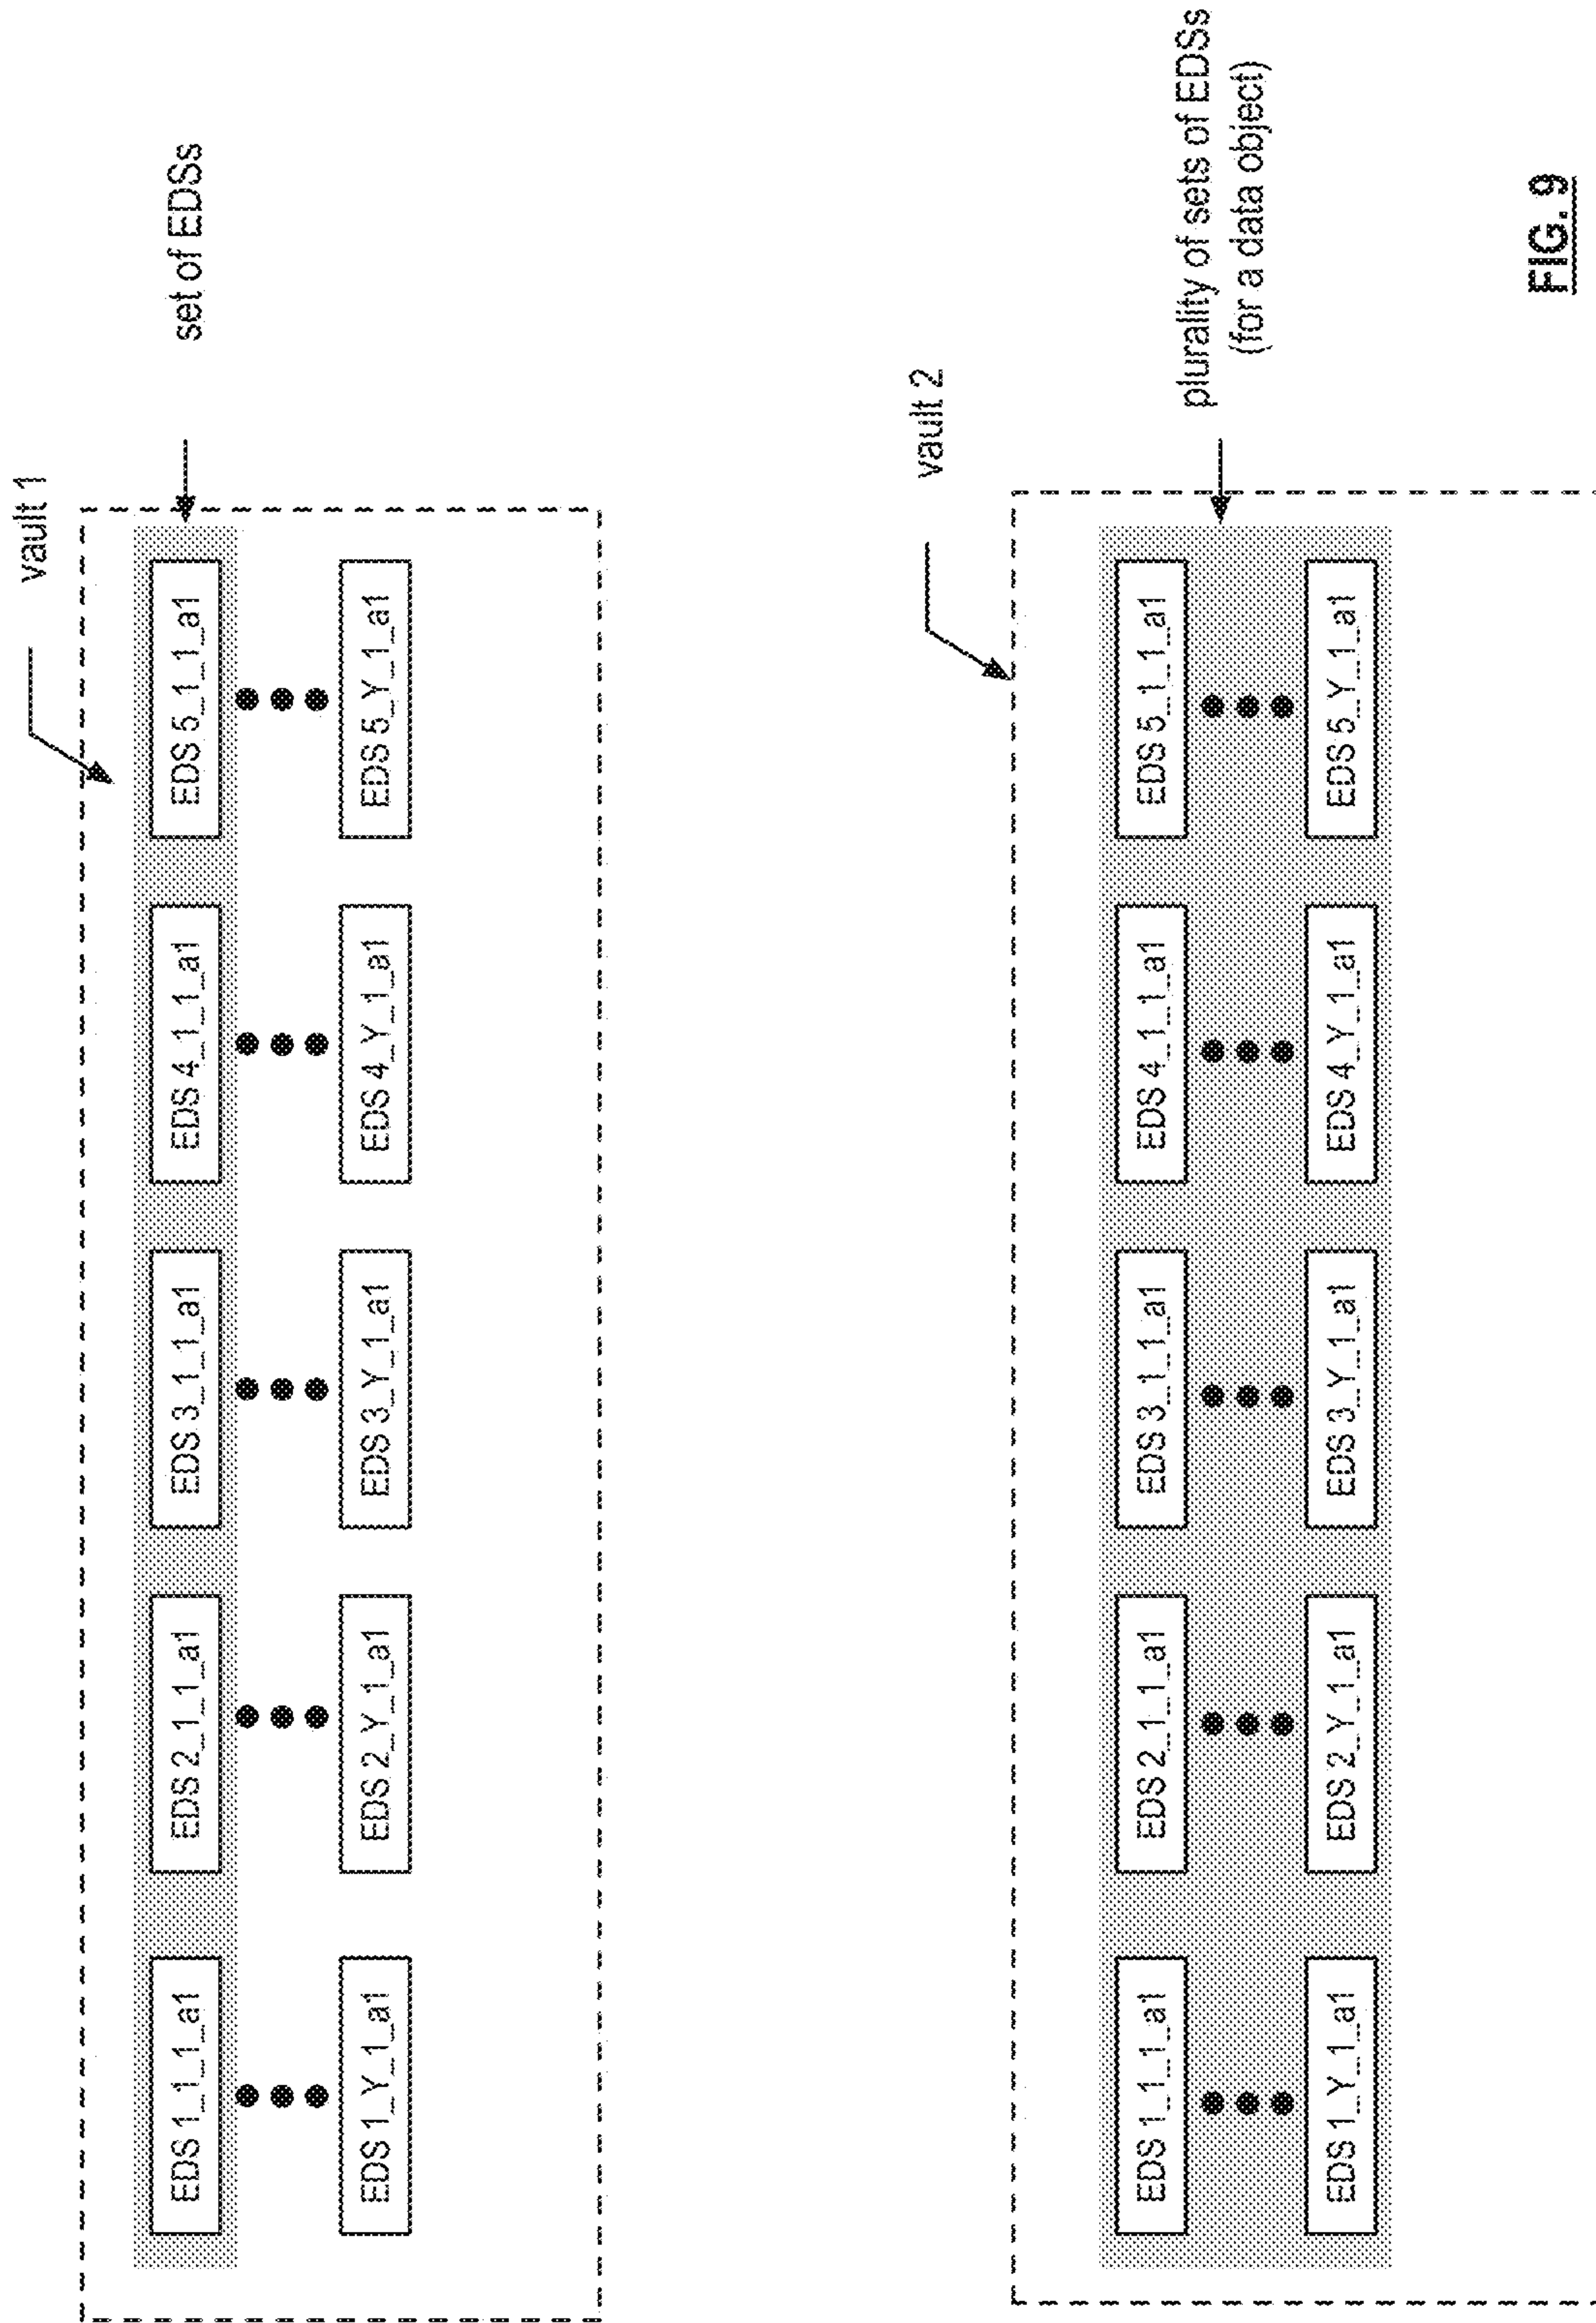 vault 1
set of EDSs
EDS 1_1_1_a1
EDS 2_1_1_a1
EDS 3_1_1_a1
EDS 4_1_1_a1
EDS 5_1_1_a1
EDS 1_Y_1_a1
EDS 2_Y_1_a1
EDS 3_Y_1_a1
EDS 4_Y_1_a1
EDS 5_Y_1_a1
vault 2
plurality of sets of EDSs
(for a data object)
EDS 1_1_1_a1
EDS 2_1_1_a1
EDS 3_1_1_a1
EDS 4_1_1_a1
EDS 5_1_1_a1
EDS 1_Y_1_a1
EDS 2_Y_1_a1
EDS 3_Y_1_a1
EDS 4_Y_1_a1
EDS 5_Y_1_a1
FIG. 9